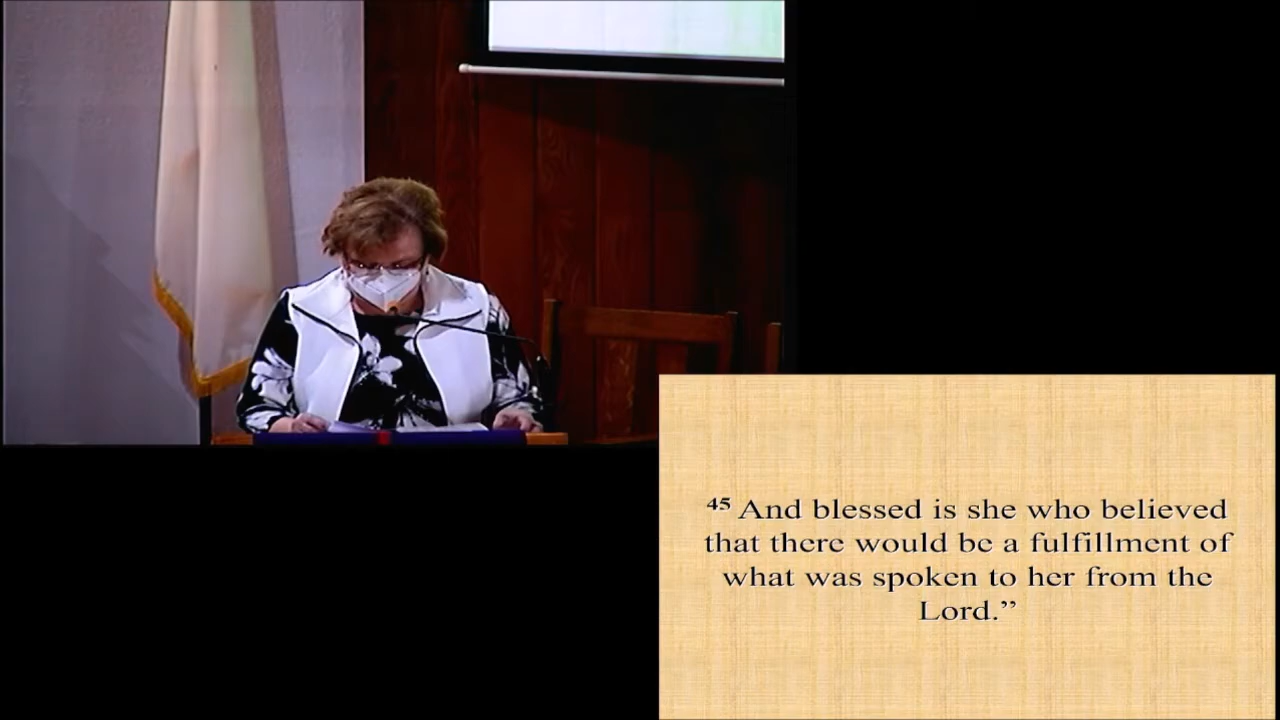 45 And blessed is she who believed
that there would be a fulfillment of
what was spoken to her from the
Lord.”